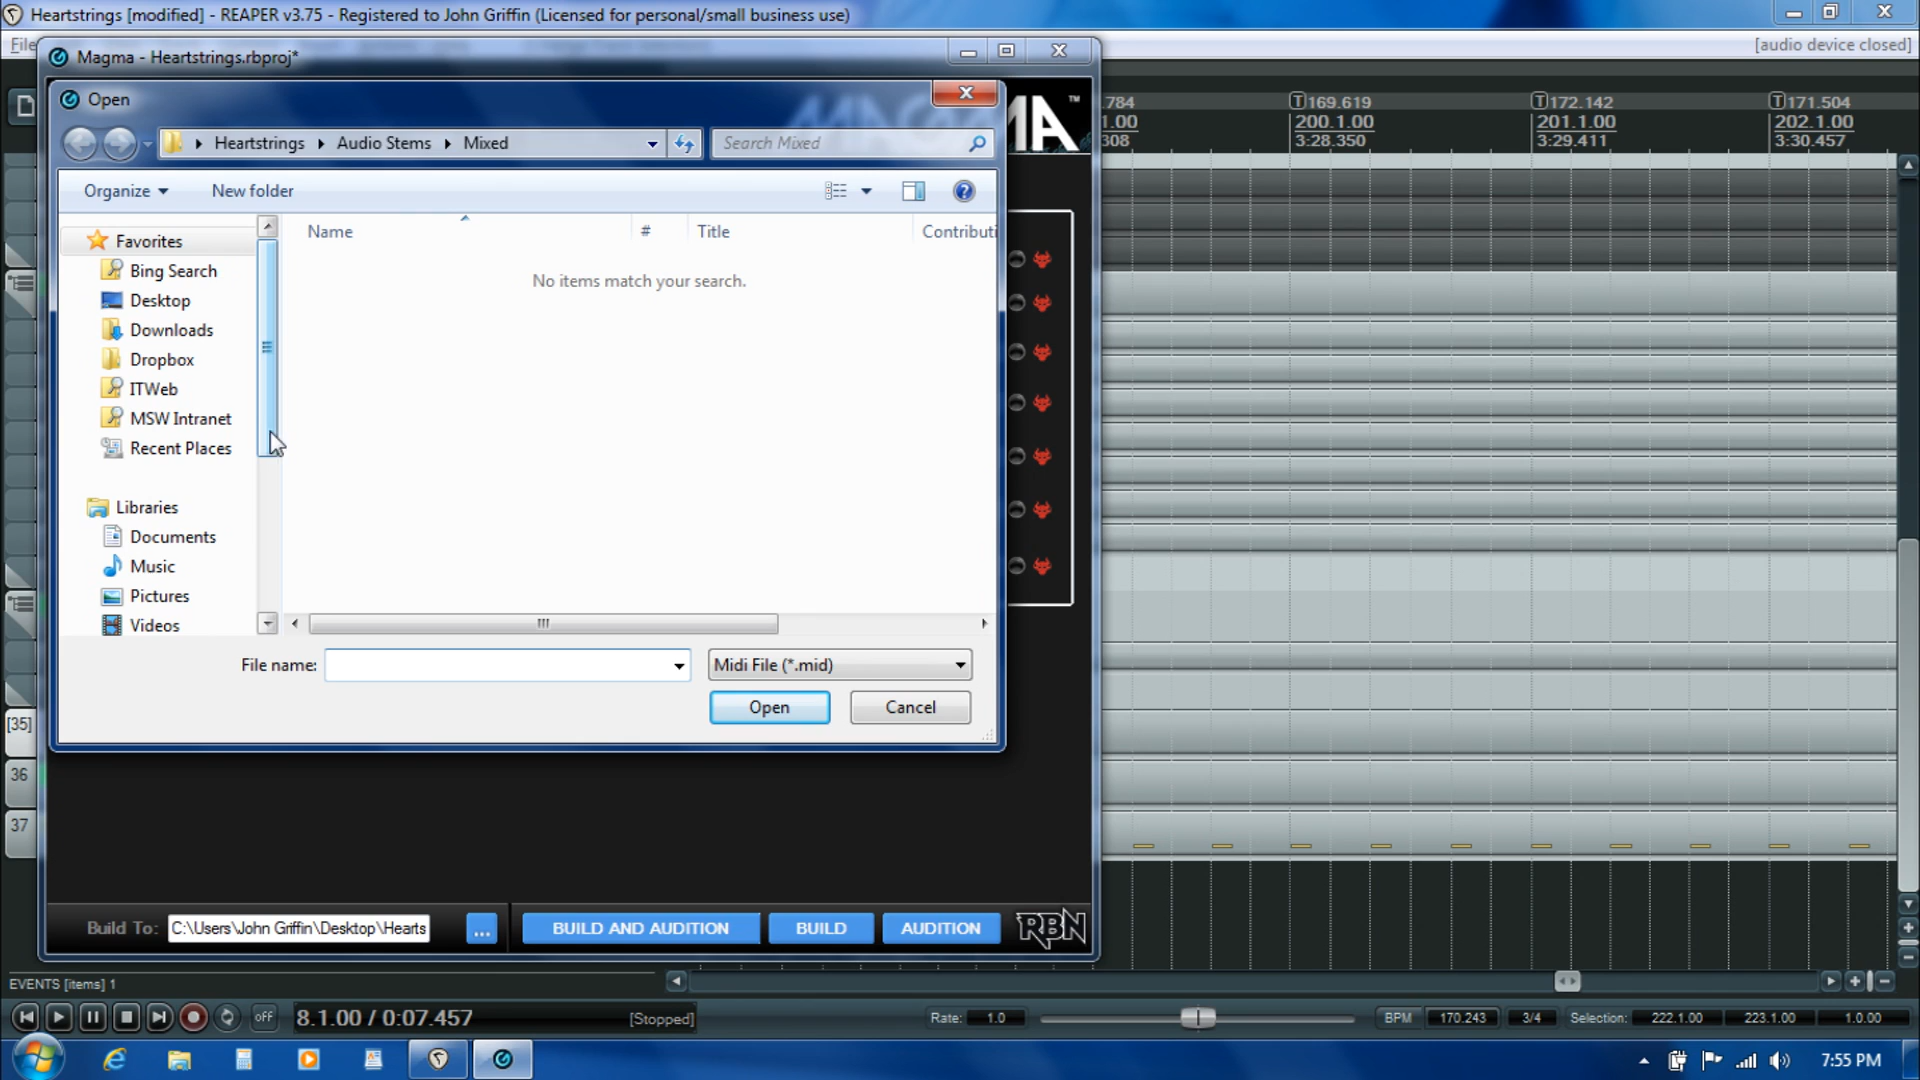 Heartstrings [modified] - REAPER v3.75 - Registered to John Griffin (Licensed for personal/small business use)
File
[audio device closed]
Magma - Heartstrings.rbproj*
Open
MA™
Heartstrings Audio Stems Mixed
Search Mixed
Organize New folder
Name # Title Contributi
No items match your search.
Favorites
Bing Search
Desktop
Downloads
Dropbox
ITWeb
MSW Intranet
Recent Places
Libraries
Documents
Music
Pictures
Videos
File name:
Midi File (*.mid)
Open Cancel
.784 169.619 172.142 171.504
1.00 200.1.00 201.1.00 202.1.00
308 3:28.350 3:29.411 3:30.457
[35]
36
37
Build To: C:\Users\John Griffin\Desktop\Hearts ... BUILD AND AUDITION BUILD AUDITION RBN
EVENTS [items] 1
off 8.1.00 / 0:07.457 [Stopped] Rate: 1.0 BPM 170.243 3/4 Selection: 222.1.00 223.1.00 1.0.00
7:55 PM